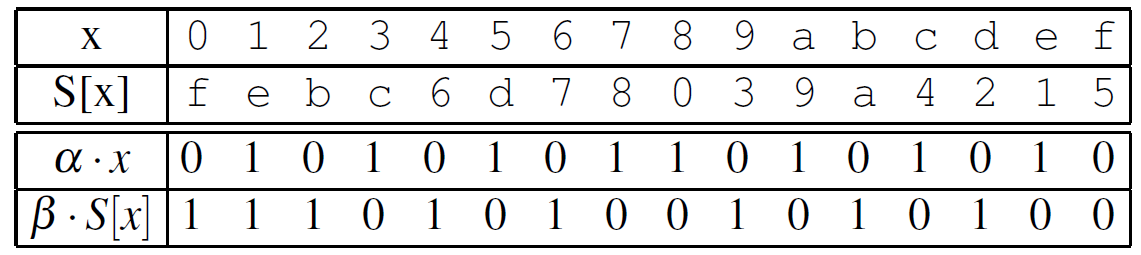 x 0 1 2 3 4 5 6 7 8 9 a b c d e f
S[x] f e b c 6 d 7 8 0 3 9 a 4 2 1 5
α · x 0 1 0 1 0 1 0 1 1 0 1 0 1 0 1 0
β · S[x] 1 1 1 0 1 0 1 0 0 1 0 1 0 1 0 0